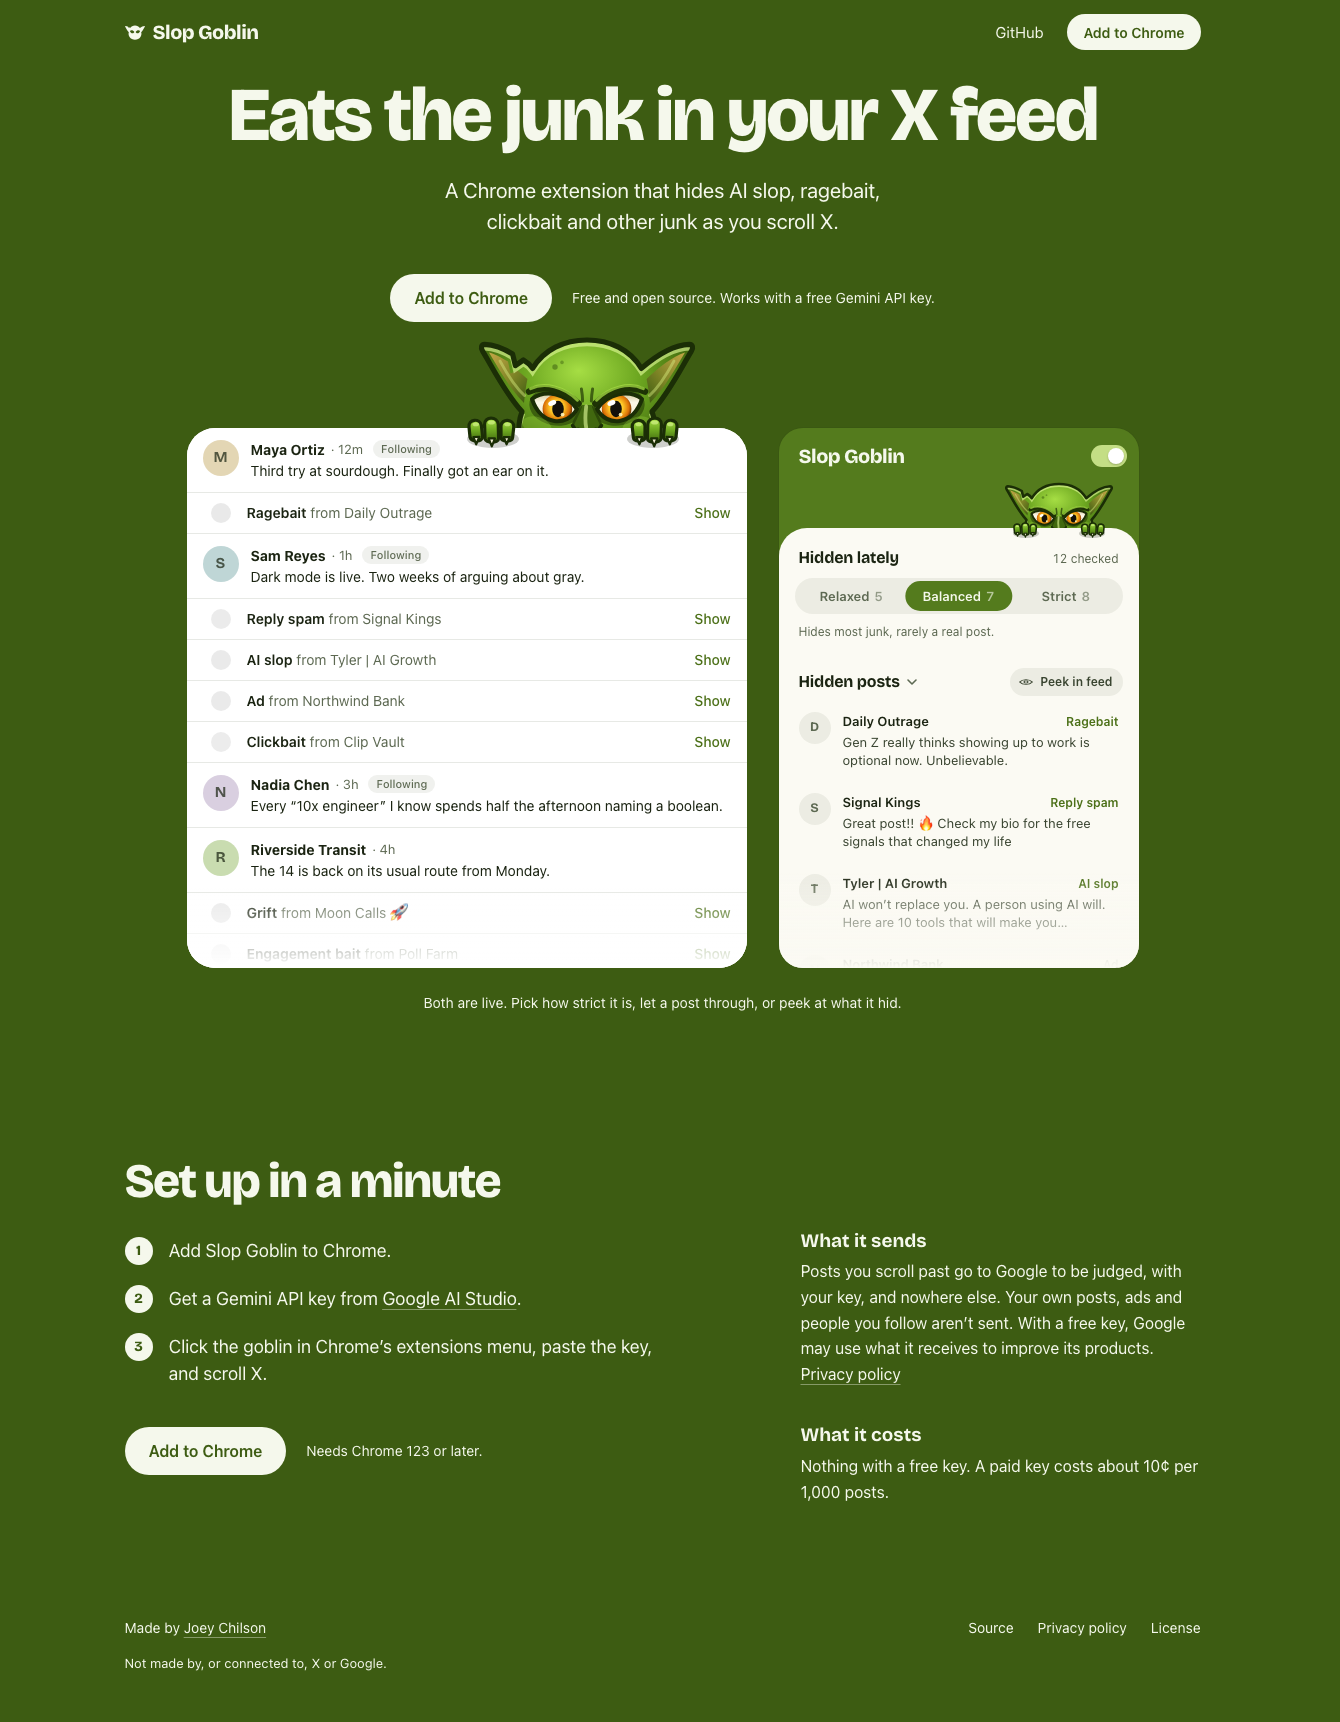 Slop Goblin
GitHub
Add to Chrome
Eats the junk in your X feed
A Chrome extension that hides AI slop, ragebait,
clickbait and other junk as you scroll X.
Add to Chrome
Free and open source. Works with a free Gemini API key.
M
Maya Ortiz · 12m Following
Third try at sourdough. Finally got an ear on it.
Ragebait from Daily Outrage
Show
S
Sam Reyes · 1h Following
Dark mode is live. Two weeks of arguing about gray.
Reply spam from Signal Kings
Show
AI slop from Tyler | AI Growth
Show
Ad from Northwind Bank
Show
Clickbait from Clip Vault
Show
N
Nadia Chen · 3h Following
Every “10x engineer” I know spends half the afternoon naming a boolean.
R
Riverside Transit · 4h
The 14 is back on its usual route from Monday.
Grift from Moon Calls 🚀
Show
Engagement bait from Poll Farm
Show
Slop Goblin
Hidden lately
12 checked
Relaxed 5
Balanced 7
Strict 8
Hides most junk, rarely a real post.
Hidden posts
Peek in feed
D
Daily Outrage
Ragebait
Gen Z really thinks showing up to work is
optional now. Unbelievable.
S
Signal Kings
Reply spam
Great post!! 🔥 Check my bio for the free
signals that changed my life
T
Tyler | AI Growth
AI slop
AI won’t replace you. A person using AI will.
Here are 10 tools that will make you…
Northwind Bank
Ad
Both are live. Pick how strict it is, let a post through, or peek at what it hid.
Set up in a minute
1
Add Slop Goblin to Chrome.
2
Get a Gemini API key from Google AI Studio.
3
Click the goblin in Chrome’s extensions menu, paste the key,
and scroll X.
Add to Chrome
Needs Chrome 123 or later.
What it sends
Posts you scroll past go to Google to be judged, with
your key, and nowhere else. Your own posts, ads and
people you follow aren’t sent. With a free key, Google
may use what it receives to improve its products.
Privacy policy
What it costs
Nothing with a free key. A paid key costs about 10¢ per
1,000 posts.
Made by Joey Chilson
Source
Privacy policy
License
Not made by, or connected to, X or Google.